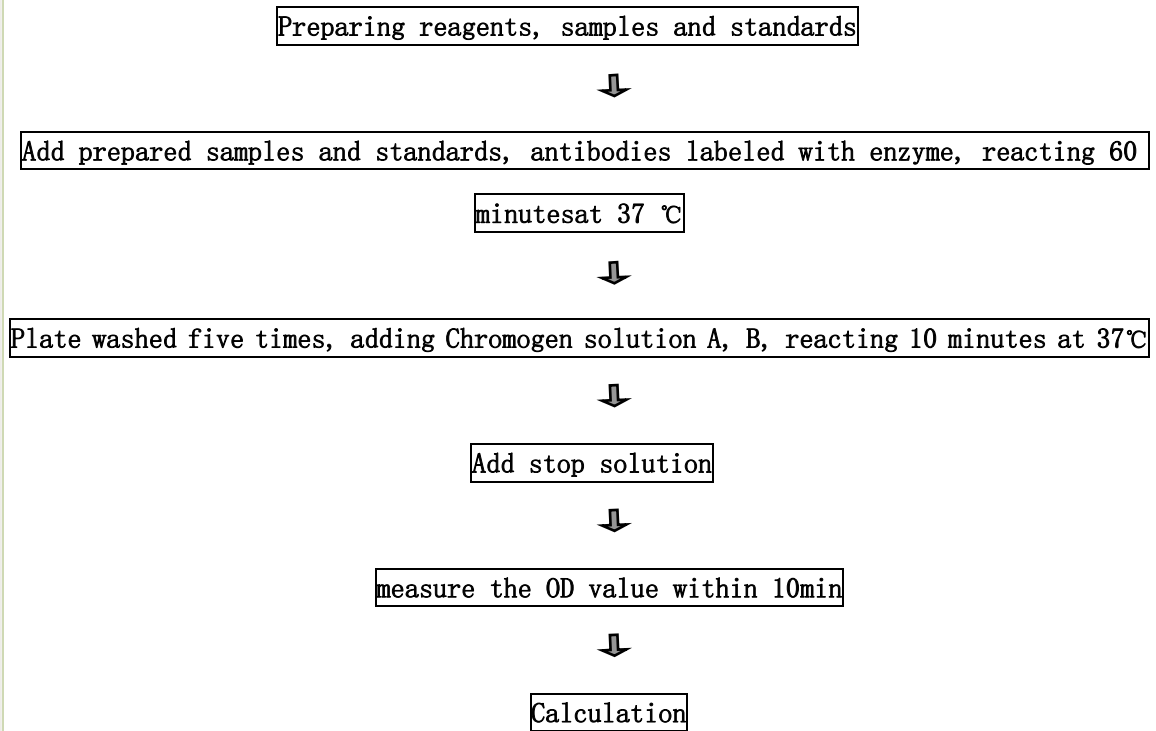 Preparing reagents, samples and standards
Add prepared samples and standards, antibodies labeled with enzyme, reacting 60
minutesat 37 ℃
Plate washed five times, adding Chromogen solution A, B, reacting 10 minutes at 37℃
Add stop solution
measure the OD value within 10min
Calculation